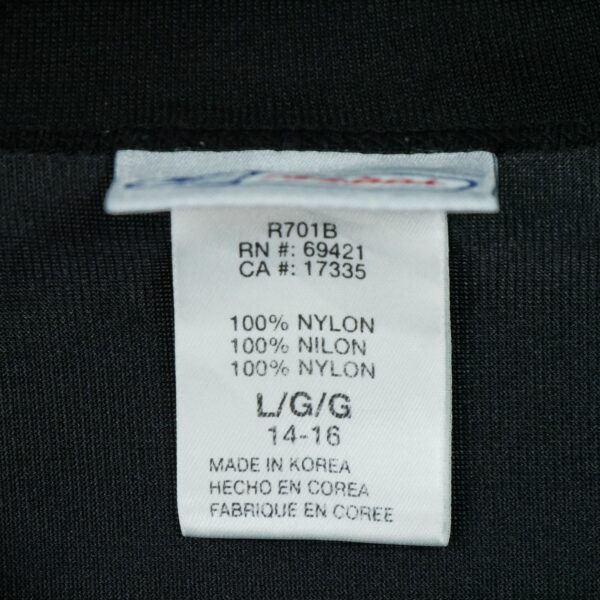 R701B
RN #: 69421
CA #: 17335
100% NYLON
100% NILON
100% NYLON
L/G/G
14-16
MADE IN KOREA
HECHO EN COREA
FABRIQUE EN COREE